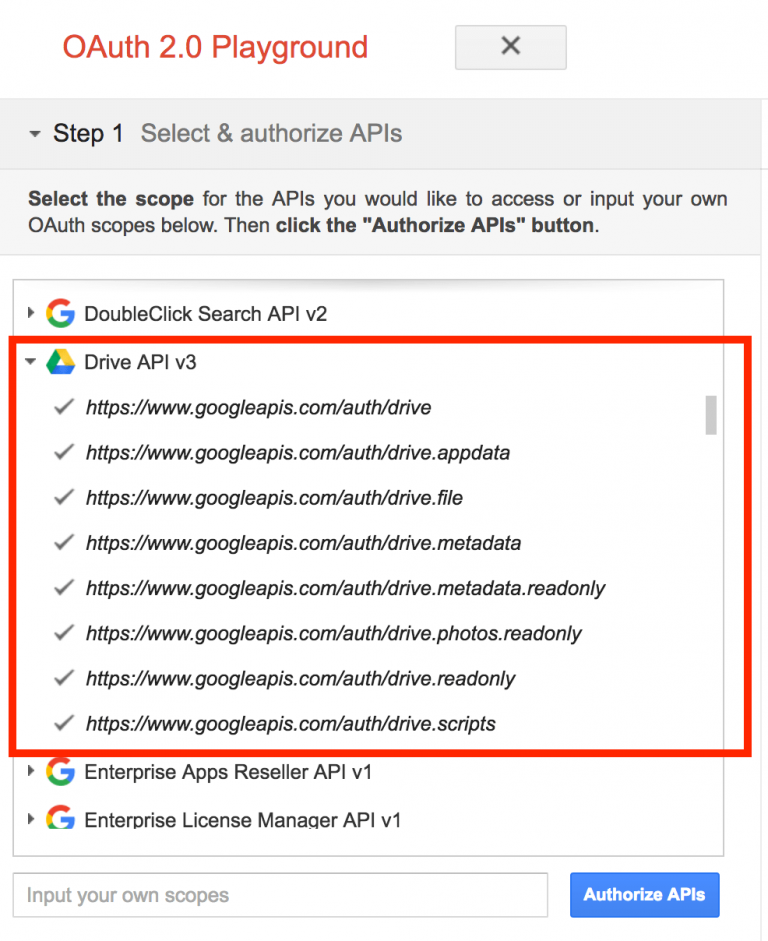 OAuth 2.0 Playground
Step 1 Select & authorize APIs
Select the scope for the APIs you would like to access or input your own
OAuth scopes below. Then click the "Authorize APIs" button.
DoubleClick Search API v2
Drive API v3
https://www.googleapis.com/auth/drive
https://www.googleapis.com/auth/drive.appdata
https://www.googleapis.com/auth/drive.file
https://www.googleapis.com/auth/drive.metadata
https://www.googleapis.com/auth/drive.metadata.readonly
https://www.googleapis.com/auth/drive.photos.readonly
https://www.googleapis.com/auth/drive.readonly
https://www.googleapis.com/auth/drive.scripts
Enterprise Apps Reseller API v1
Enterprise License Manager API v1
Input your own scopes
Authorize APIs